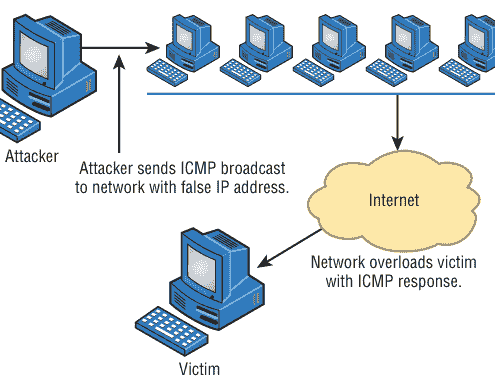 Attacker
Attacker sends ICMP broadcast
to network with false IP address.
Internet
Network overloads victim
with ICMP response.
Victim